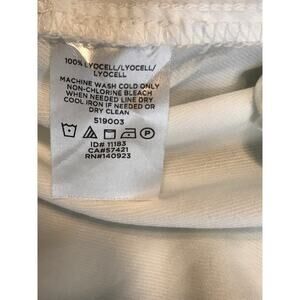 100% LYOCELL/LYOCELL/
LYOCELL
MACHINE WASH COLD ONLY
NON-CHLORINE BLEACH
WHEN NEEDED LINE DRY
COOL IRON IF NEEDED OR
DRY CLEAN
519003
ID# 11183
CA#57421
RN#140923